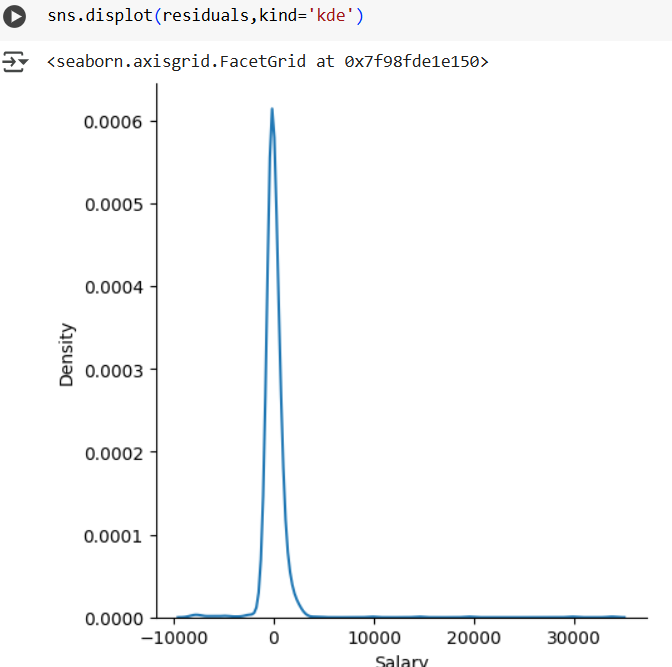 sns.displot(residuals,kind='kde')
<seaborn.axisgrid.FacetGrid at 0x7f98fde1e150>
0.0006
0.0005
0.0004
0.0003
0.0002
0.0001
0.0000
Density
−10000 0 10000 20000 30000
Salary